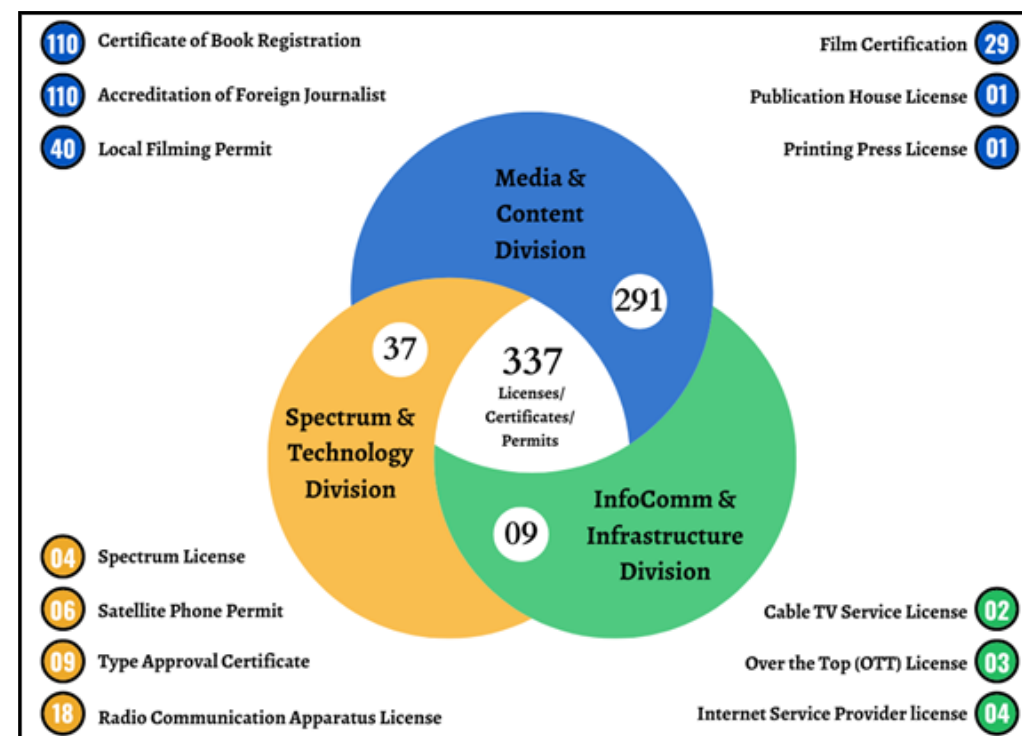 110 Certificate of Book Registration
110 Accreditation of Foreign Journalist
40 Local Filming Permit
Film Certification 29
Publication House License 01
Printing Press License 01
Media &
Content
Division
291
37
Spectrum &
Technology
Division
337
Licenses/
Certificates/
Permits
09
InfoComm &
Infrastructure
Division
04 Spectrum License
06 Satellite Phone Permit
09 Type Approval Certificate
18 Radio Communication Apparatus License
Cable TV Service License 02
Over the Top (OTT) License 03
Internet Service Provider license 04